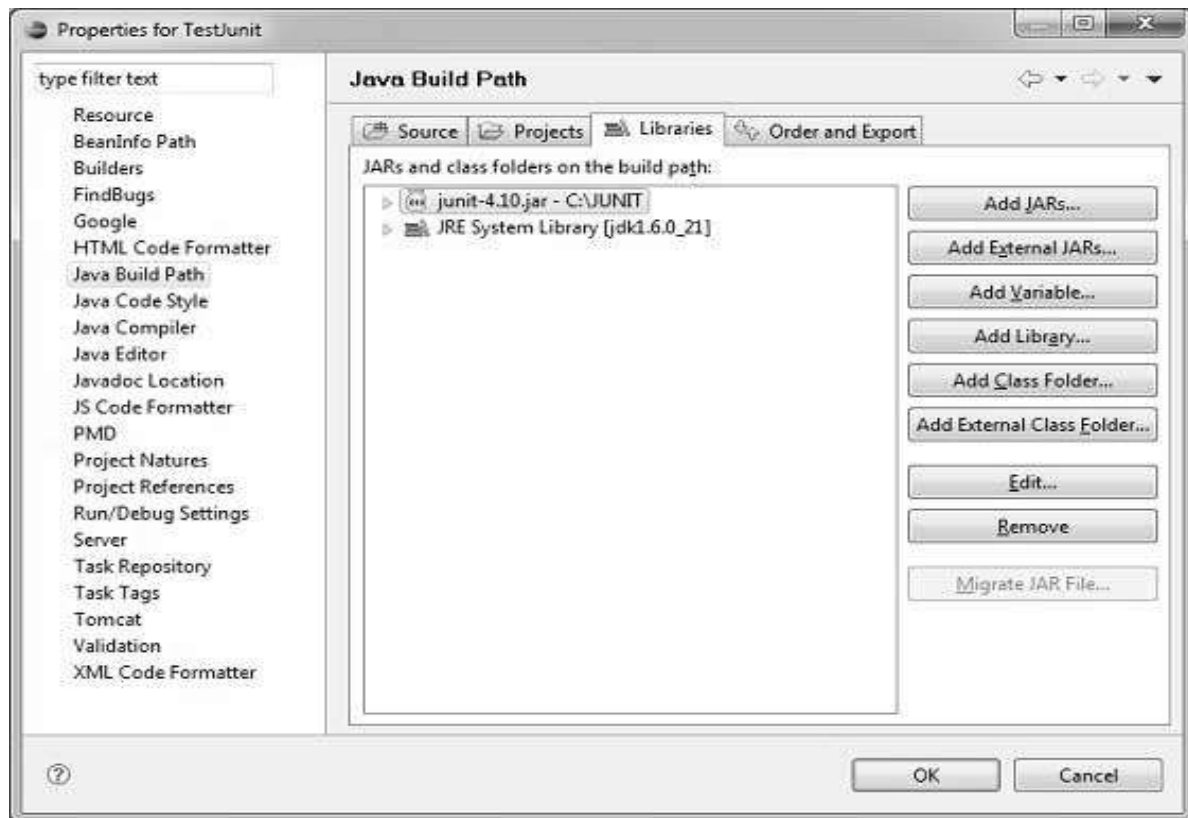 Properties for TestJunit
type filter text
Resource
BeanInfo Path
Builders
FindBugs
Google
HTML Code Formatter
Java Build Path
Java Code Style
Java Compiler
Java Editor
Javadoc Location
JS Code Formatter
PMD
Project Natures
Project References
Run/Debug Settings
Server
Task Repository
Task Tags
Tomcat
Validation
XML Code Formatter
Java Build Path
Source
Projects
Libraries
Order and Export
JARs and class folders on the build path:
junit-4.10.jar - C:\JUNIT
JRE System Library [jdk1.6.0_21]
Add JARs...
Add External JARs...
Add Variable...
Add Library...
Add Class Folder...
Add External Class Folder...
Edit...
Remove
Migrate JAR File...
?
OK
Cancel